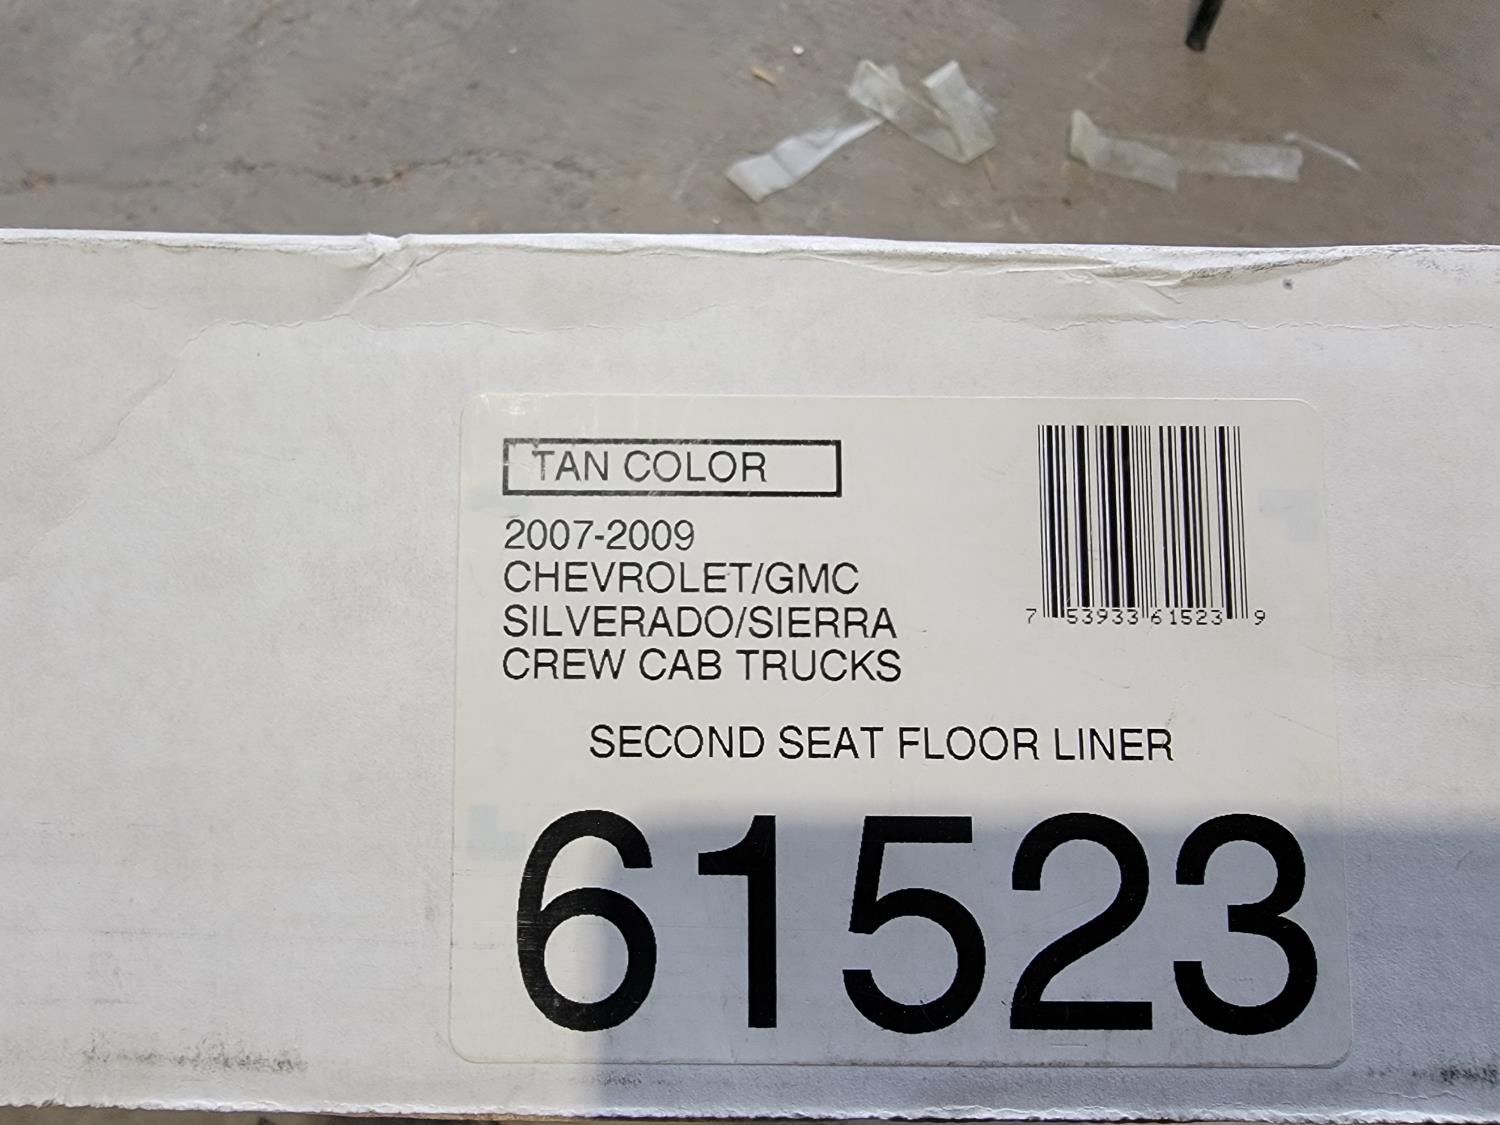 TAN COLOR
2007-2009
CHEVROLET/GMC
SILVERADO/SIERRA
CREW CAB TRUCKS
7 53933 61523 9
SECOND SEAT FLOOR LINER
61523